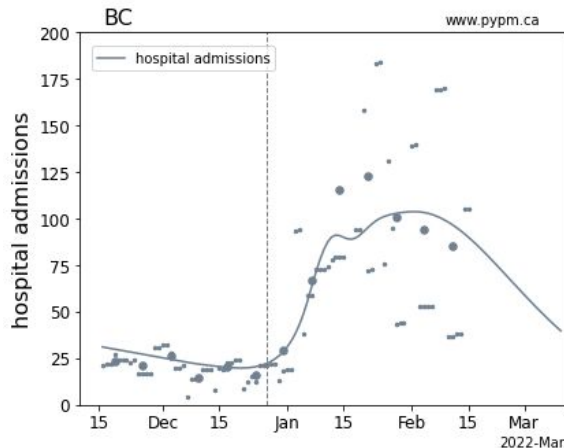 BC
www.pypm.ca
200
hospital admissions
175
150
125
100
75
50
25
0
hospital admissions
15
Dec
15
Jan
15
Feb
15
Mar
2022-Mar